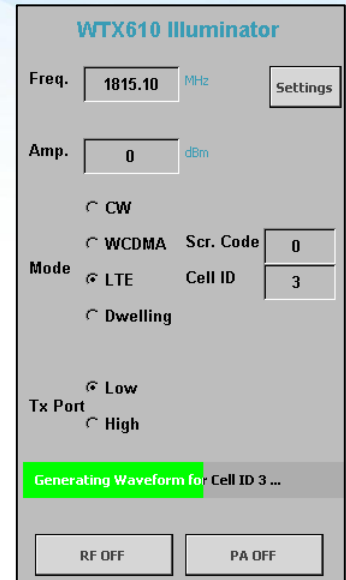 WTX610 Illuminator
Freq. 1815.10 MHz Settings
Amp. 0 dBm
CW
WCDMA Scr. Code 0
Mode LTE Cell ID 3
Dwelling
Low
Tx Port
High
Generating Waveform for Cell ID 3 ...
RF OFF PA OFF